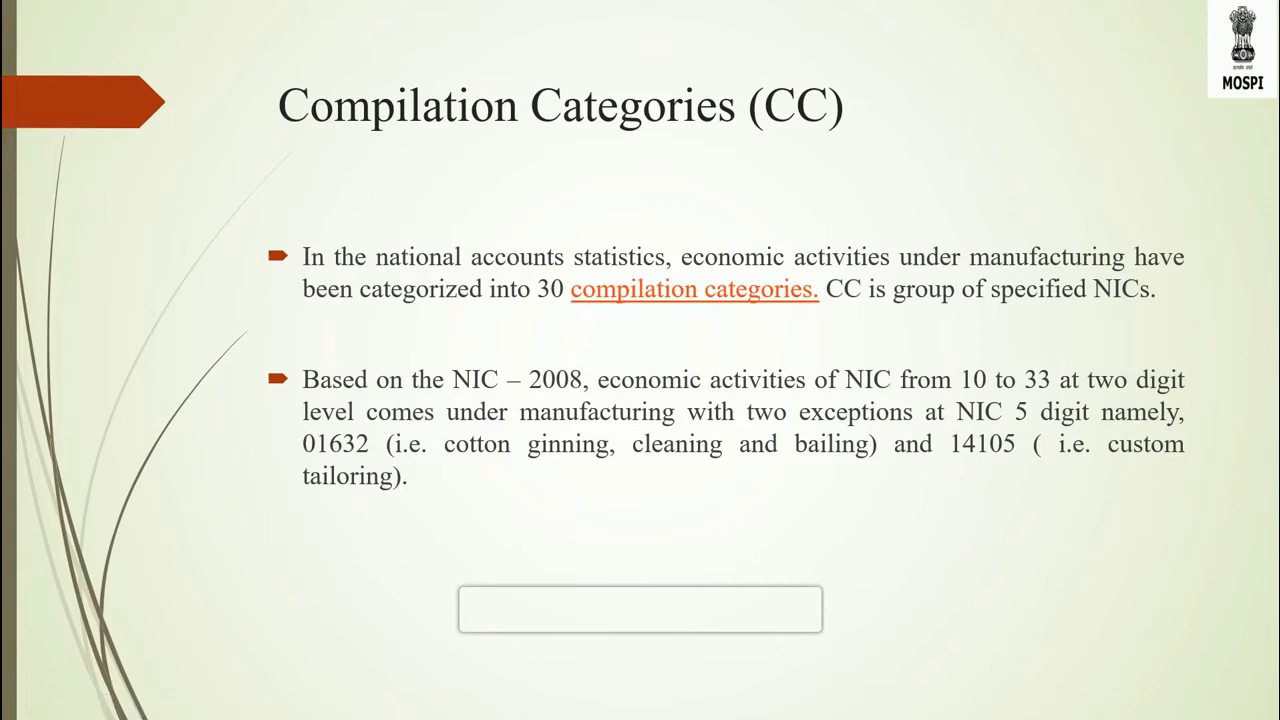 MOSPI
Compilation Categories (CC)
In the national accounts statistics, economic activities under manufacturing have
been categorized into 30 compilation categories. CC is group of specified NICs.
Based on the NIC – 2008, economic activities of NIC from 10 to 33 at two digit
level comes under manufacturing with two exceptions at NIC 5 digit namely,
01632 (i.e. cotton ginning, cleaning and bailing) and 14105 ( i.e. custom
tailoring).